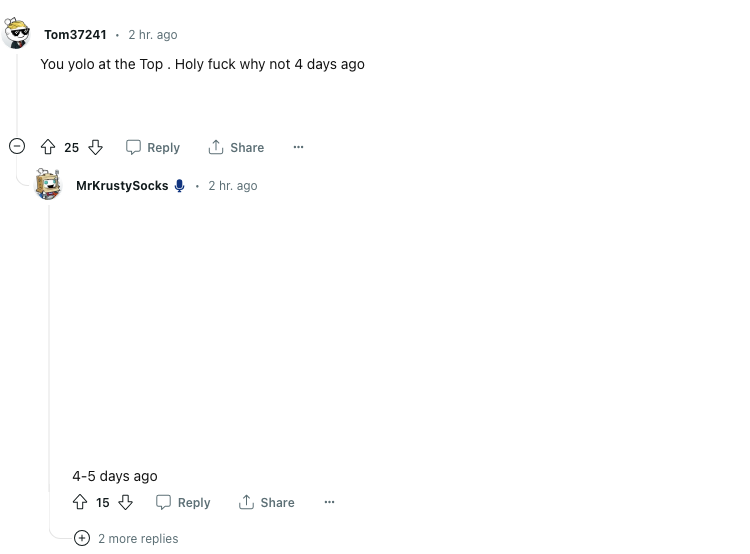 Tom37241 · 2 hr. ago
You yolo at the Top . Holy fuck why not 4 days ago
25 Reply Share ...
MrKrustySocks · 2 hr. ago
4-5 days ago
15 Reply Share ...
2 more replies